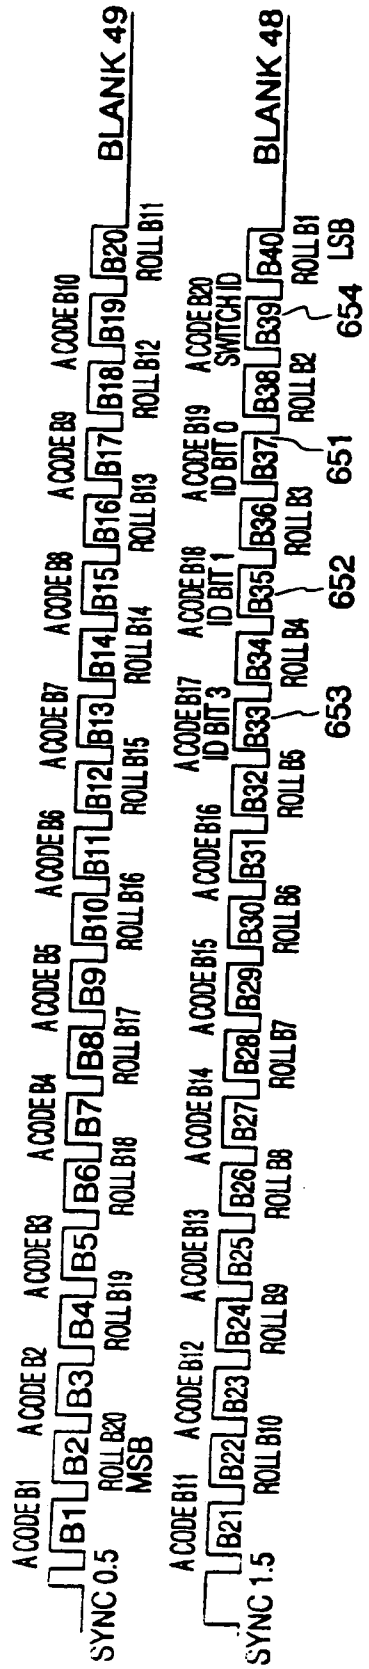 A CODE B1 A CODE B2 A CODE B3 A CODE B4 A CODE B5 A CODE B6 A CODE B7 A CODE B8 A CODE B9 A CODE B10
B1 B2 B3 B4 B5 B6 B7 B8 B9 B10 B11 B12 B13 B14 B15 B16 B17 B18 B19 B20 BLANK 49
SYNC 0.5 ROLL B20 ROLL B19 ROLL B18 ROLL B17 ROLL B16 ROLL B15 ROLL B14 ROLL B13 ROLL B12 ROLL B11
MSB
A CODE B11 A CODE B12 A CODE B13 A CODE B14 A CODE B15 A CODE B16 A CODE B17 A CODE B18 A CODE B19 A CODE B20
ID BIT 3 ID BIT 1 ID BIT 0 SWITCH ID
B21 B22 B23 B24 B25 B26 B27 B28 B29 B30 B31 B32 B33 B34 B35 B36 B37 B38 B39 B40 BLANK 48
SYNC 1.5 ROLL B10 ROLL B9 ROLL B8 ROLL B7 ROLL B6 ROLL B5 ROLL B4 ROLL B3 ROLL B2 ROLL B1
LSB
653 652 651 654